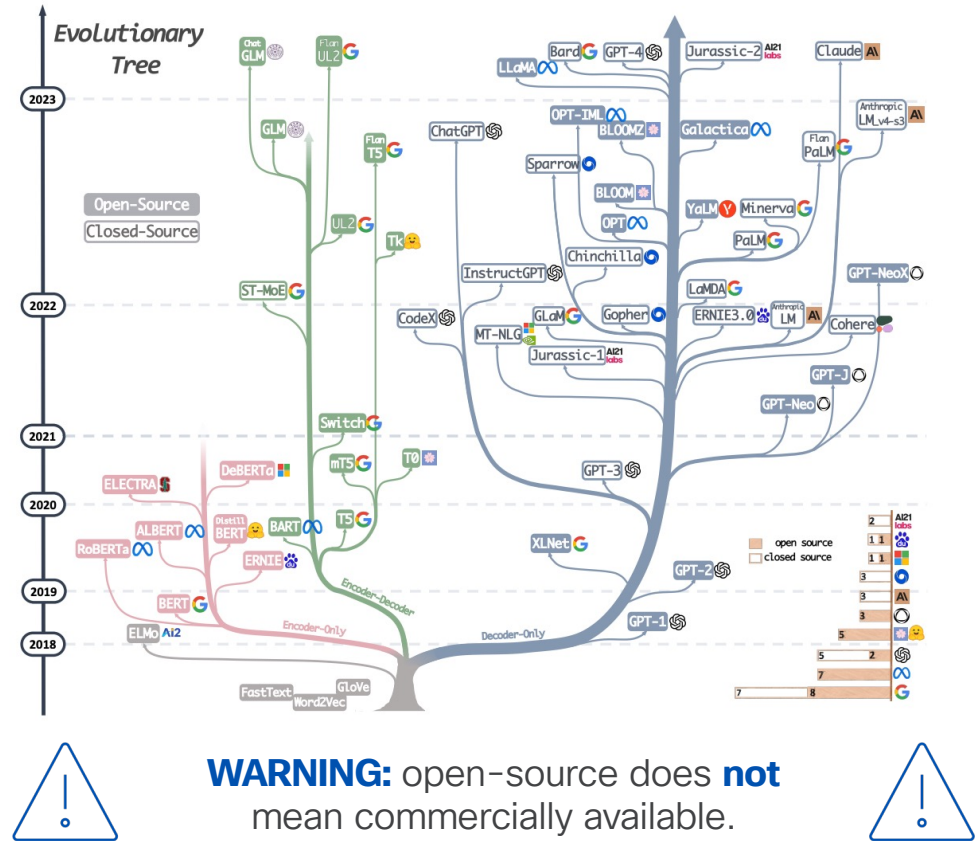 Evolutionary
Tree
2023
2022
2021
2020
2019
2018
Open-Source
Closed-Source
Chat
GLM
Flan
UL2
GLM
Flan
T5
UL2
Tk
ST-MoE
Switch
mT5
T0
BART
T5
Encoder-Decoder
DeBERTa
ELECTRA
ALBERT
Distill
BERT
RoBERTa
ERNIE
BERT
Encoder-Only
ELMo Ai2
FastText
GloVe
Word2Vec
Bard
GPT-4
Jurassic-2 AI21
labs
Claude A\
LLaMA
OPT-IML
BLOOMZ
Galactica
Anthropic
LM_v4-s3 A\
ChatGPT
Flan
PaLM
Sparrow
BLOOM
OPT
YaLM
Minerva
PaLM
Chinchilla
InstructGPT
GPT-NeoX
LaMDA
CodeX
GLaM
Gopher
ERNIE3.0
Anthropic
LM A\
Cohere
MT-NLG
Jurassic-1 AI21
labs
GPT-J
GPT-Neo
GPT-3
XLNet
GPT-2
GPT-1
Decoder-Only
open source
closed source
2 AI21
labs
1 1
1 1
3
3 A\
3
5
5 2
7
7 8
WARNING: open-source does not
mean commercially available.